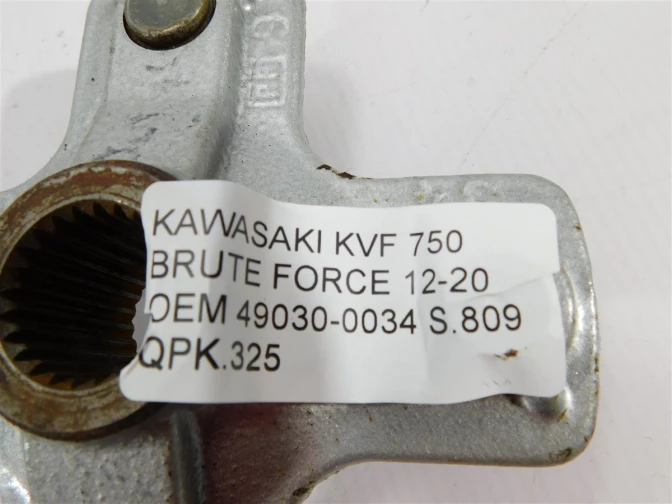 KAWASAKI KVF 750
BRUTE FORCE 12-20
OEM 49030-0034 S.809
QPK.325